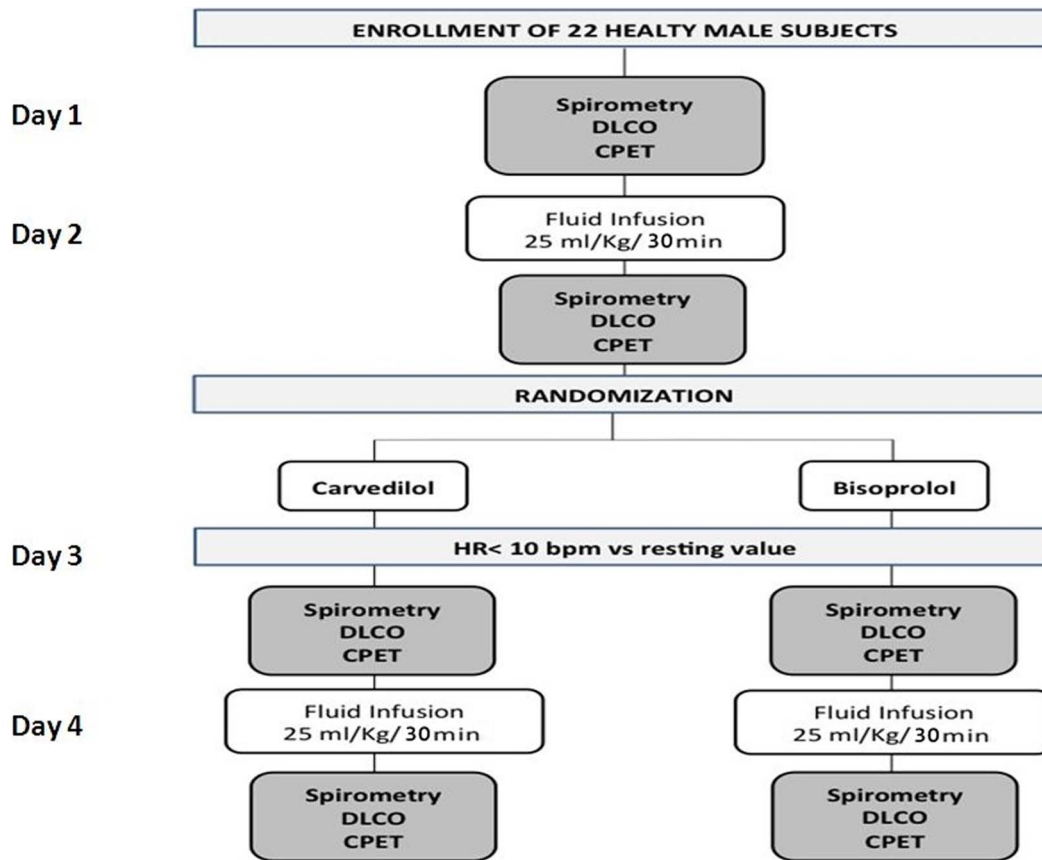 ENROLLMENT OF 22 HEALTY MALE SUBJECTS
Day 1
Spirometry
DLCO
CPET
Day 2
Fluid Infusion
25 ml/Kg/ 30min
Spirometry
DLCO
CPET
RANDOMIZATION
Carvedilol
Bisoprolol
Day 3
HR< 10 bpm vs resting value
Spirometry
DLCO
CPET
Spirometry
DLCO
CPET
Day 4
Fluid Infusion
25 ml/Kg/ 30min
Fluid Infusion
25 ml/Kg/ 30min
Spirometry
DLCO
CPET
Spirometry
DLCO
CPET